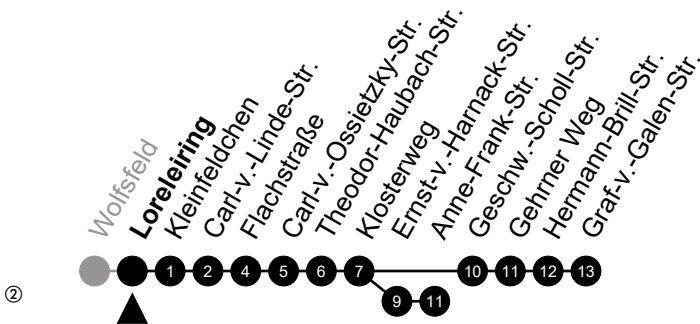 Wolfsfeld
Loreleiring
Kleinfeldchen
Carl-v.-Linde-Str.
Flachstraße
Carl-v.-Ossietzky-Str.
Theodor-Haubach-Str.
Klosterweg
Ernst-v.-Harnack-Str.
Anne-Frank-Str.
Geschw.-Scholl-Str.
Gehrner Weg
Hermann-Brill-Str.
Graf-v.-Galen-Str.
1 2 4 5 6 7 10 11 12 13
② 9 11